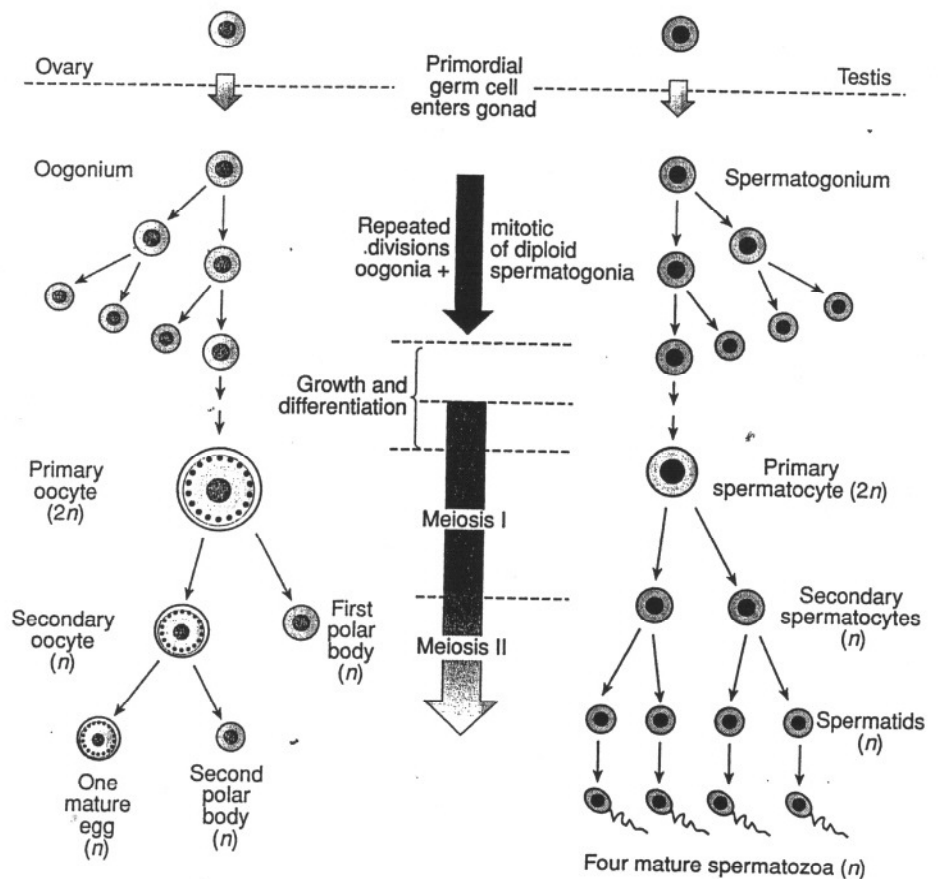 Ovary
Primordial
germ cell
enters gonad
Testis
Oogonium
Spermatogonium
Repeated mitotic
.divisions of diploid
oogonia + spermatogonia
Growth and
differentiation
Primary
oocyte
(2n)
Primary
spermatocyte (2n)
Meiosis I
Secondary
oocyte
(n)
First
polar
body
(n)
Secondary
spermatocytes
(n)
Meiosis II
Spermatids
(n)
One
mature
egg
(n)
Second
polar
body
(n)
Four mature spermatozoa (n)